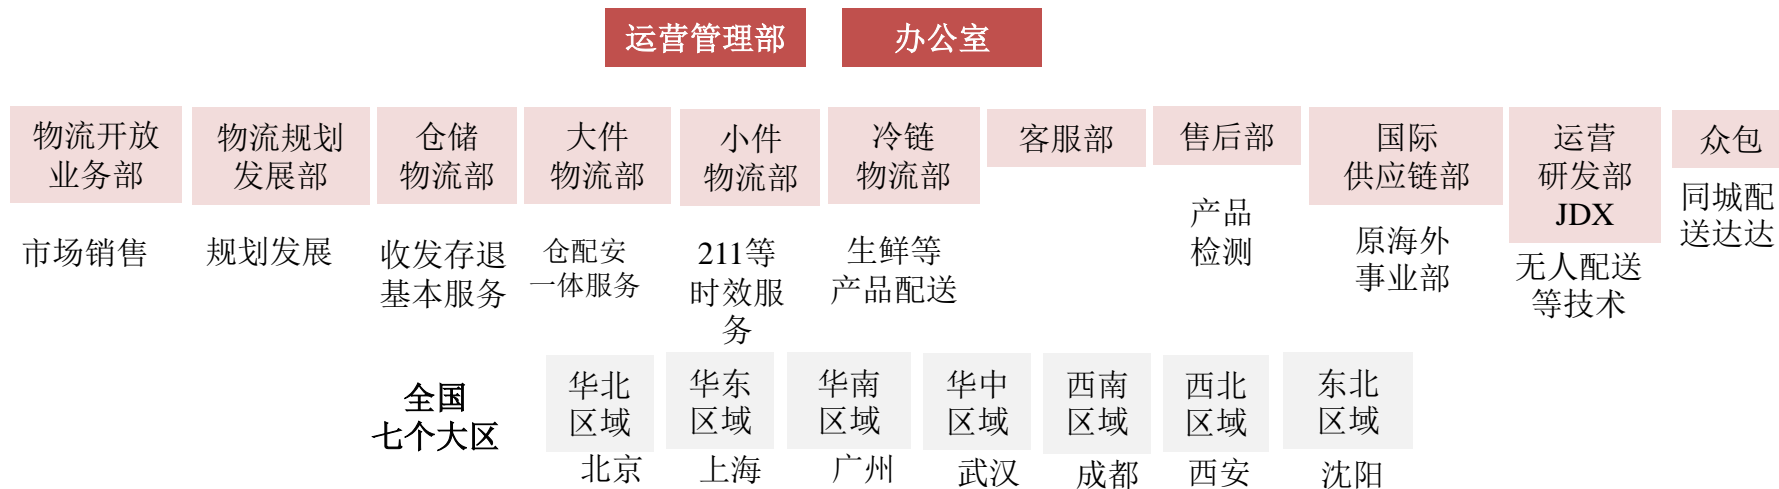 运营管理部
办公室
物流开放
业务部
市场销售
物流规划
发展部
规划发展
仓储
物流部
收发存退
基本服务
大件
物流部
仓配安
一体服务
小件
物流部
211等
时效服
务
冷链
物流部
生鲜等
产品配送
客服部
售后部
产品
检测
国际
供应链部
原海外
事业部
运营
研发部
JDX
无人配送
等技术
众包
同城配
送达达
全国
七个大区
华北
区域
北京
华东
区域
上海
华南
区域
广州
华中
区域
武汉
西南
区域
成都
西北
区域
西安
东北
区域
沈阳